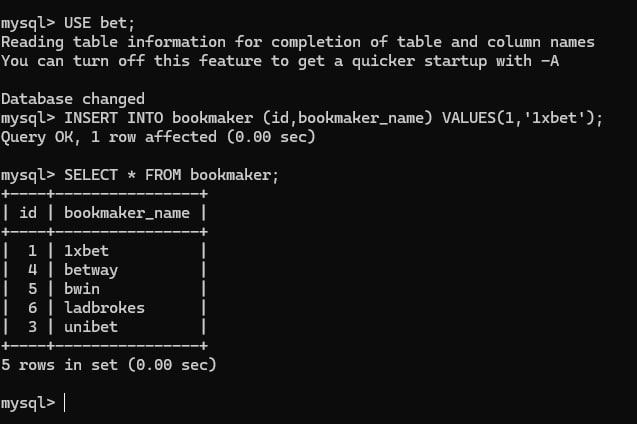 mysql> USE bet;
Reading table information for completion of table and column names
You can turn off this feature to get a quicker startup with -A
Database changed
mysql> INSERT INTO bookmaker (id,bookmaker_name) VALUES(1,'1xbet');
Query OK, 1 row affected (0.00 sec)
mysql> SELECT * FROM bookmaker;
+----+----------------+
| id | bookmaker_name |
+----+----------------+
|  1 | 1xbet          |
|  4 | betway         |
|  5 | bwin           |
|  6 | ladbrokes      |
|  3 | unibet         |
+----+----------------+
5 rows in set (0.00 sec)
mysql>